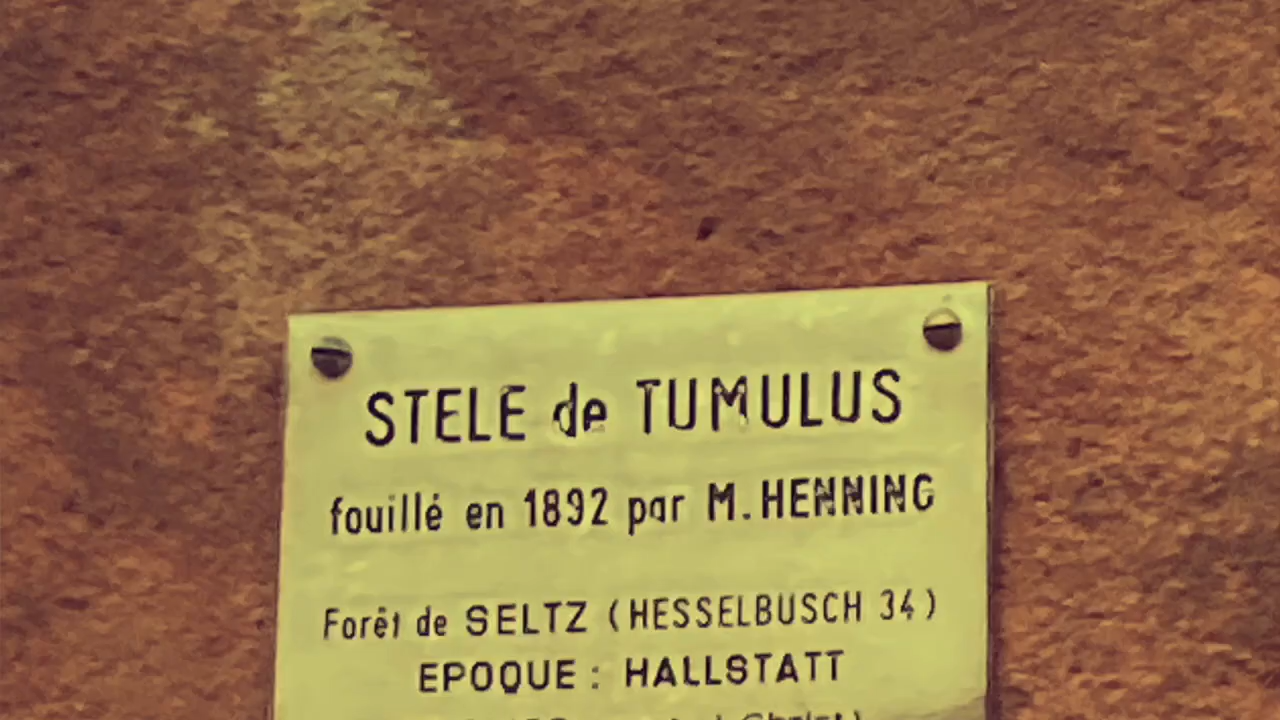 STELE de TUMULUS
fouillé en 1892 par M. HENNING
Forêt de SELTZ (HESSELBUSCH 34)
EPOQUE : HALLSTATT